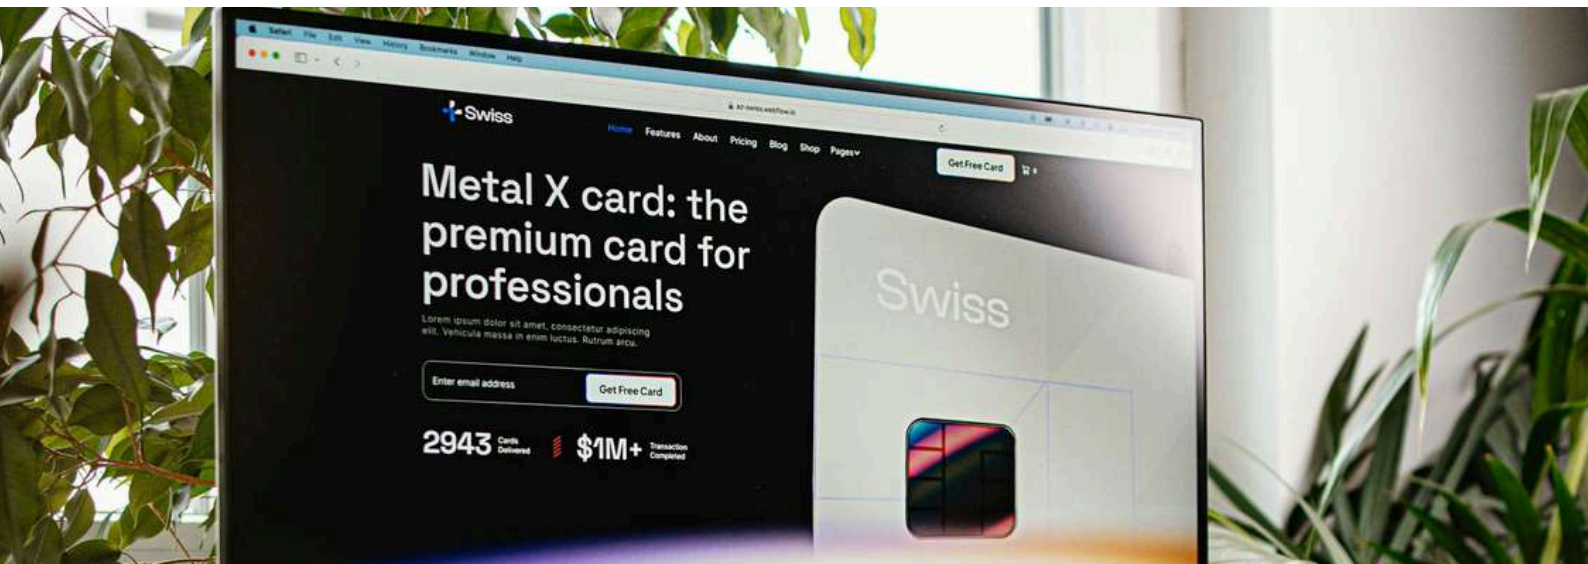 Safari File Edit View History Bookmarks Window Help
Swiss
Home Features About Pricing Blog Shop Pages
Get Free Card
0
Metal X card: the
premium card for
professionals
Lorem ipsum dolor sit amet, consectetur adipiscing
elit. Vehicula massa in enim luctus. Rutrum arcu.
Enter email address
Get Free Card
2943 Cards
Delivered
$1M+ Transaction
Completed
Swiss